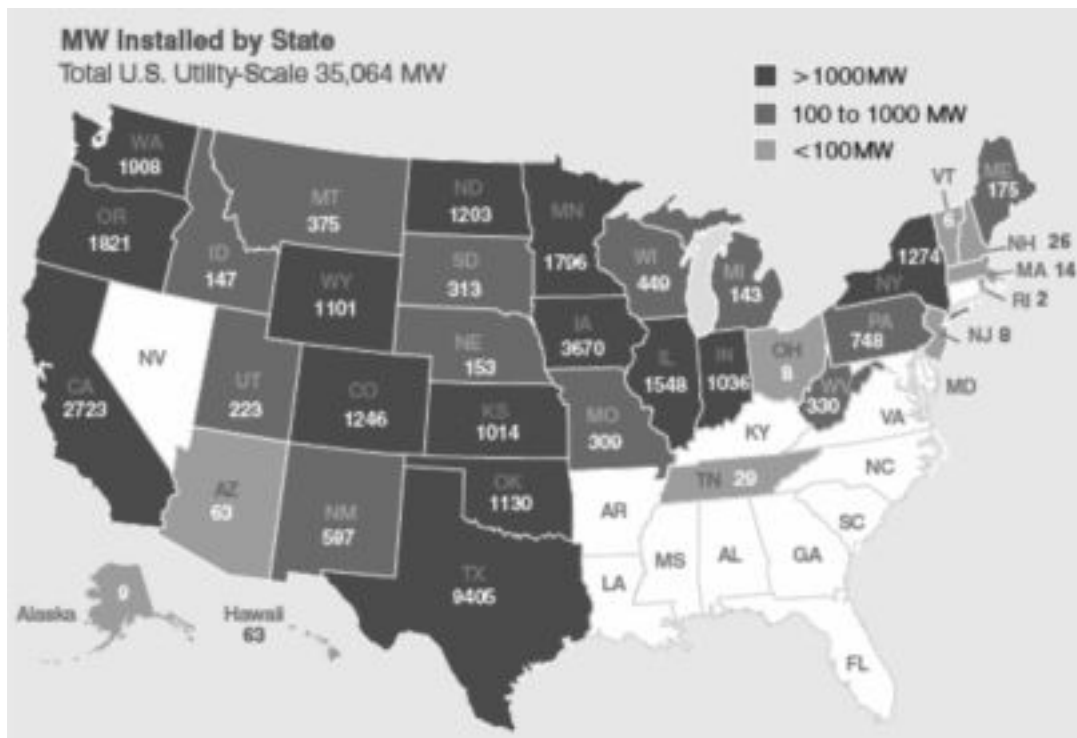 MW Installed by State
Total U.S. Utility-Scale 35,064 MW
>1000MW
100 to 1000 MW
<100MW
WA
1908
OR
1821
CA
2723
NV
ID
147
MT
375
WY
1101
UT
223
AZ
63
CO
1246
NM
597
ND
1203
SD
313
NE
153
KS
1014
OK
1130
TX
9405
MN
1796
IA
3670
MO
309
AR
LA
WI
449
IL
1548
MI
143
IN
1036
OH
8
KY
TN 29
MS
AL
GA
FL
SC
NC
VA
WV
330
MD
PA
748
NY
1274
VT
6
ME
175
NH 26
MA 14
RI 2
NJ 8
Alaska
9
Hawaii
63